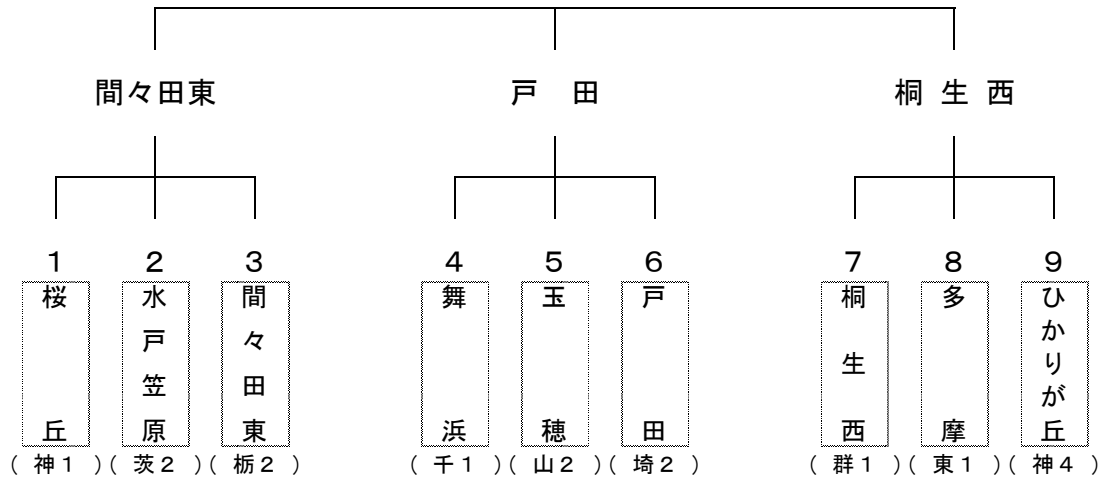 間々田東 戸 田 桐 生 西
1 2 3 4 5 6 7 8 9
桜丘
水戸笠原
間々田東
舞浜
玉穂
戸田
桐生西
多摩
ひかりが丘
( 神1 ) ( 茨2 ) ( 栃2 ) ( 千1 ) ( 山2 ) ( 埼2 ) ( 群1 ) ( 東1 ) ( 神4 )